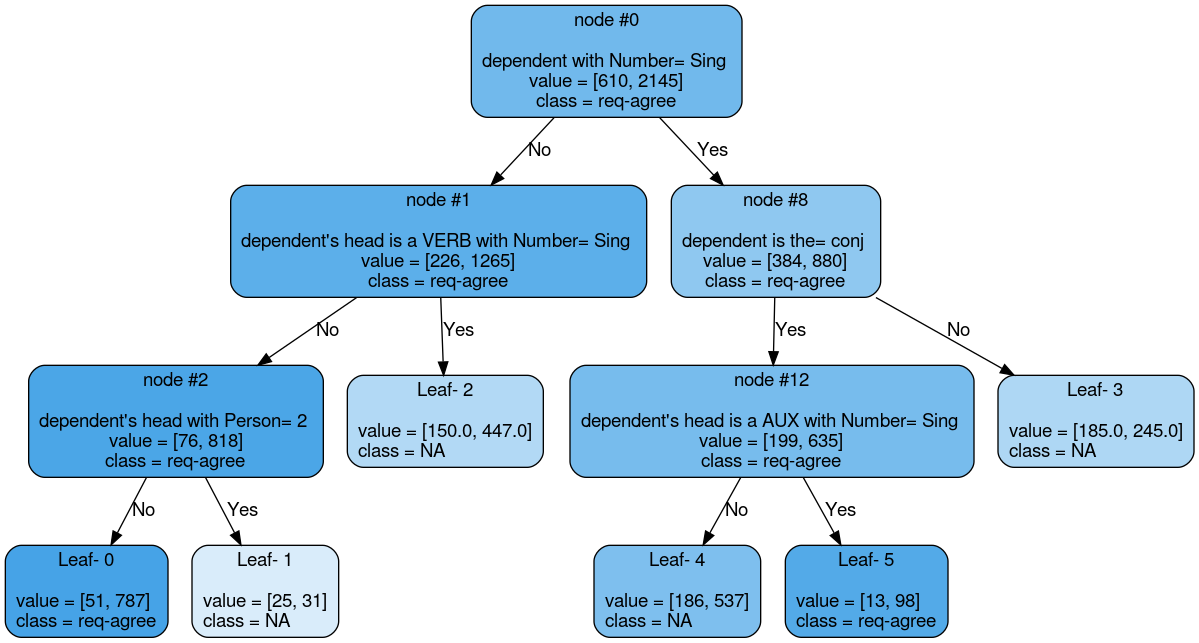 node #0
dependent with Number= Sing
value = [610, 2145]
class = req-agree
No
Yes
node #1
dependent's head is a VERB with Number= Sing
value = [226, 1265]
class = req-agree
node #8
dependent is the= conj
value = [384, 880]
class = req-agree
No
Yes
Yes
No
node #2
dependent's head with Person= 2
value = [76, 818]
class = req-agree
Leaf- 2
value = [150.0, 447.0]
class = NA
node #12
dependent's head is a AUX with Number= Sing
value = [199, 635]
class = req-agree
Leaf- 3
value = [185.0, 245.0]
class = NA
No
Yes
No
Yes
Leaf- 0
value = [51, 787]
class = req-agree
Leaf- 1
value = [25, 31]
class = NA
Leaf- 4
value = [186, 537]
class = NA
Leaf- 5
value = [13, 98]
class = req-agree